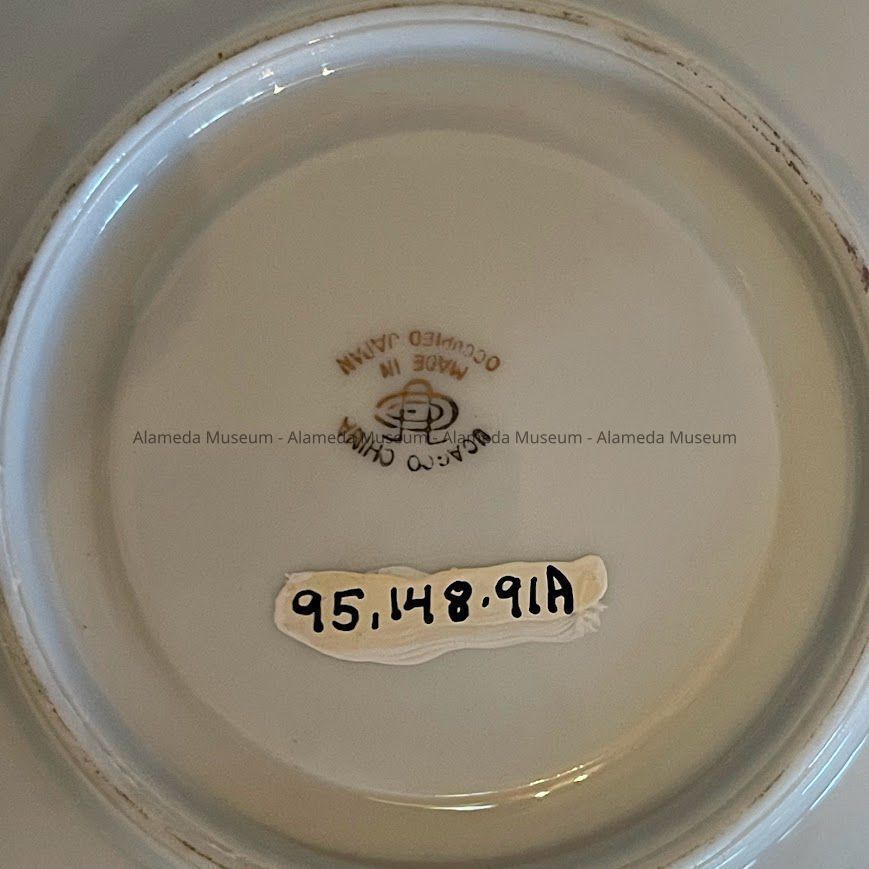 UCAGCO CHINA
MADE IN
OCCUPIED JAPAN
Alameda Museum - Alameda Museum - Alameda Museum - Alameda Museum
95.148.91A